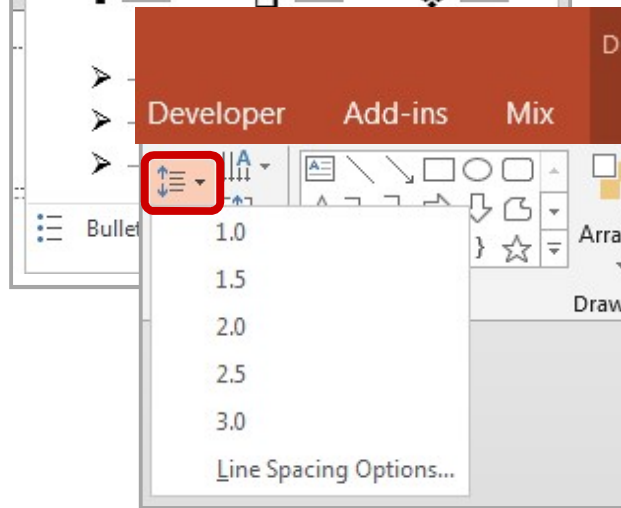 D
Developer Add-ins Mix
A
A
Bullet
Arra
Draw
1.0
1.5
2.0
2.5
3.0
Line Spacing Options...